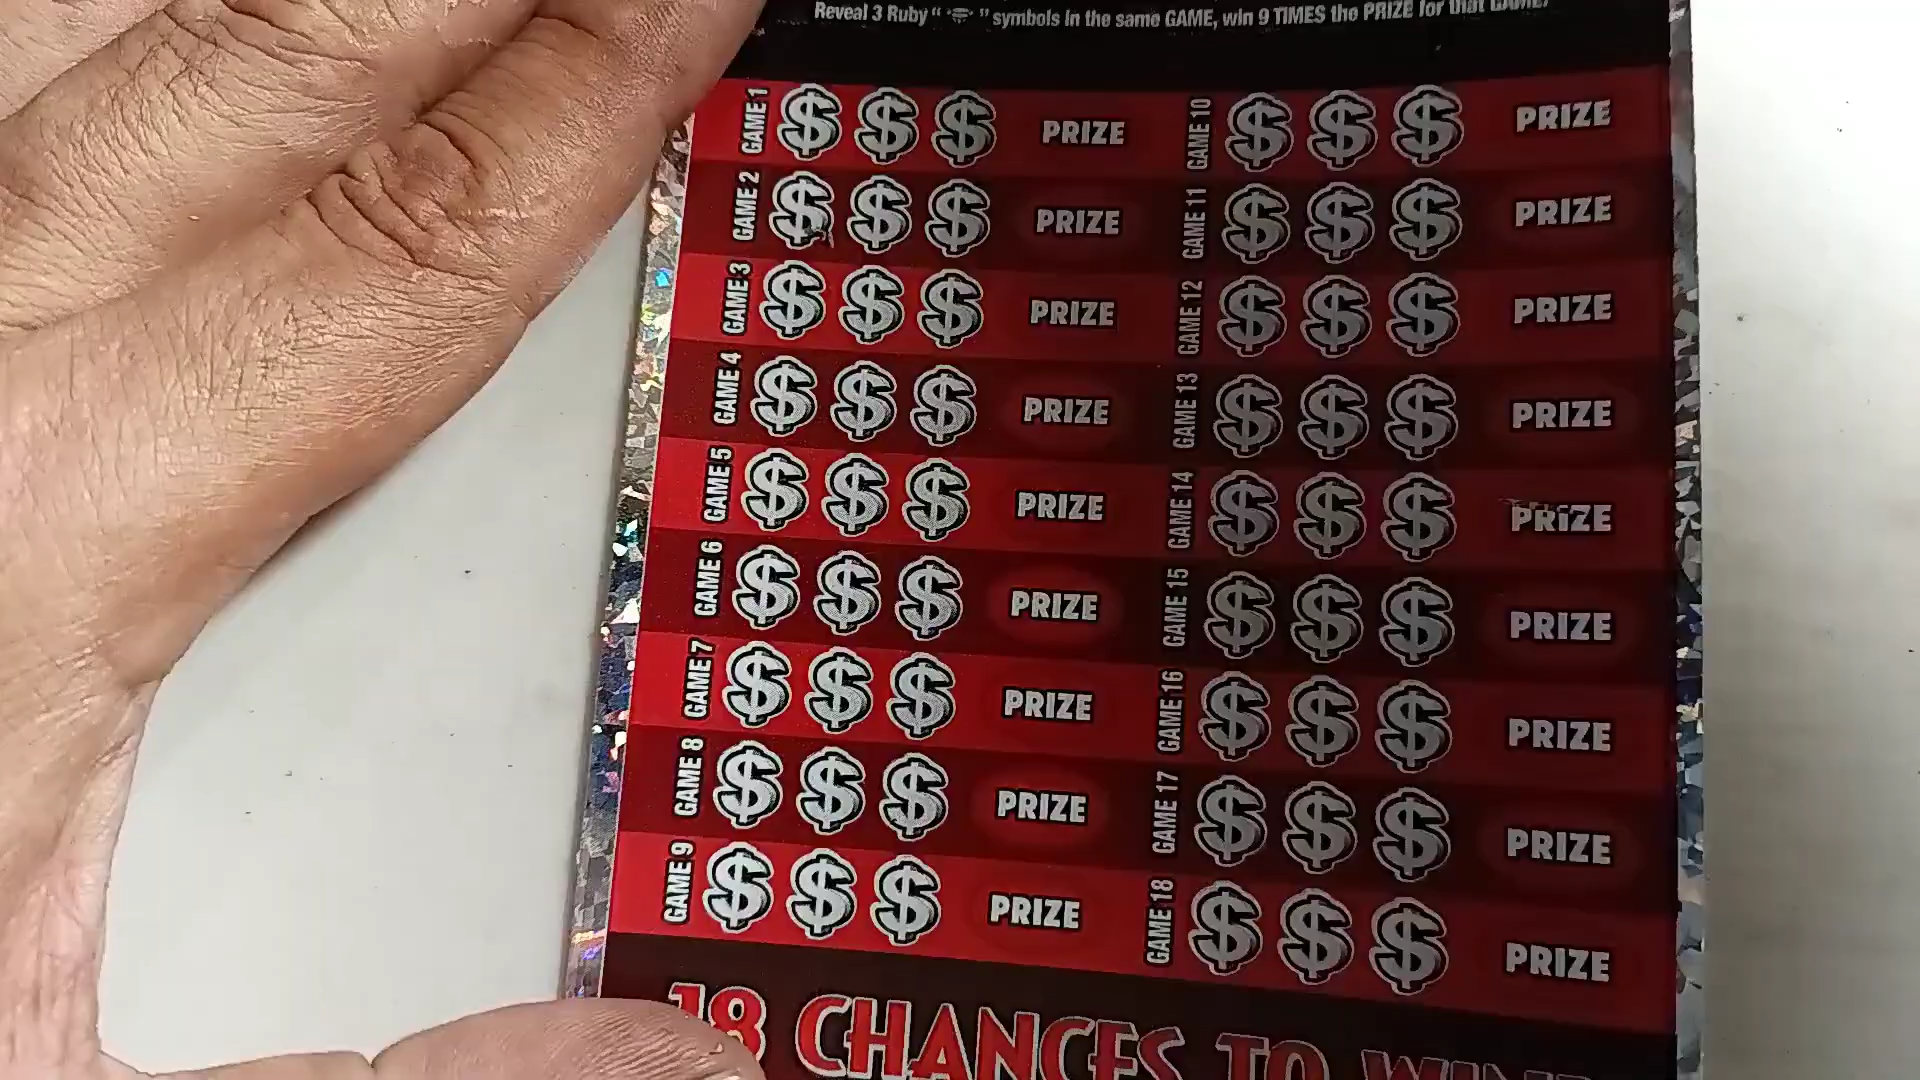 Reveal 3 Ruby " " symbols in the same GAME, win 9 TIMES the PRIZE for that GAME.
GAME 1 $ $ $ PRIZE
GAME 2 $ $ $ PRIZE
GAME 3 $ $ $ PRIZE
GAME 4 $ $ $ PRIZE
GAME 5 $ $ $ PRIZE
GAME 6 $ $ $ PRIZE
GAME 7 $ $ $ PRIZE
GAME 8 $ $ $ PRIZE
GAME 9 $ $ $ PRIZE
GAME 10 $ $ $ PRIZE
GAME 11 $ $ $ PRIZE
GAME 12 $ $ $ PRIZE
GAME 13 $ $ $ PRIZE
GAME 14 $ $ $ PRIZE
GAME 15 $ $ $ PRIZE
GAME 16 $ $ $ PRIZE
GAME 17 $ $ $ PRIZE
GAME 18 $ $ $ PRIZE
18 CHANCES TO WIN